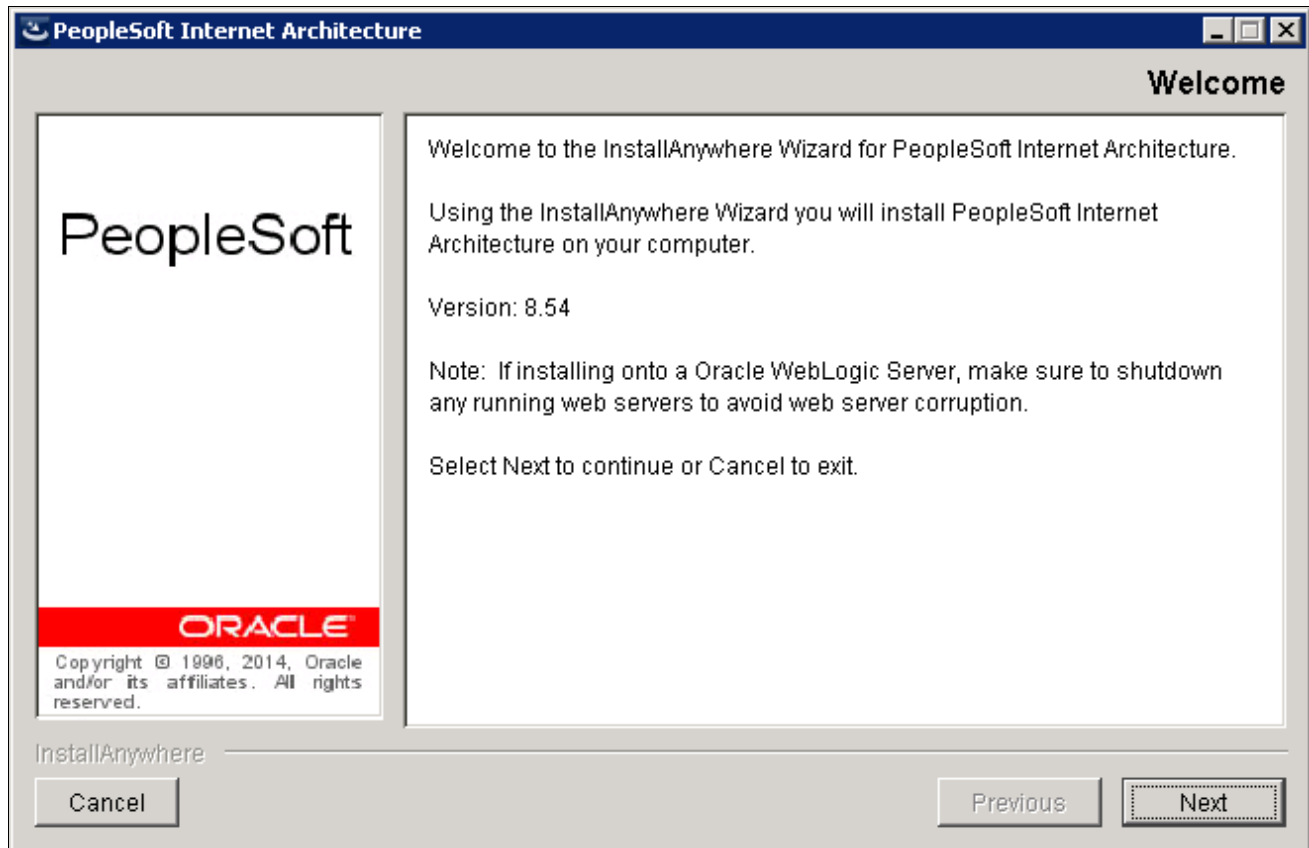 PeopleSoft Internet Architecture
Welcome
PeopleSoft
ORACLE
Copyright © 1996, 2014, Oracle
and/or its affiliates. All rights
reserved.
Welcome to the InstallAnywhere Wizard for PeopleSoft Internet Architecture.
Using the InstallAnywhere Wizard you will install PeopleSoft Internet
Architecture on your computer.
Version: 8.54
Note:  If installing onto a Oracle WebLogic Server, make sure to shutdown
any running web servers to avoid web server corruption.
Select Next to continue or Cancel to exit.
InstallAnywhere
Cancel
Previous
Next